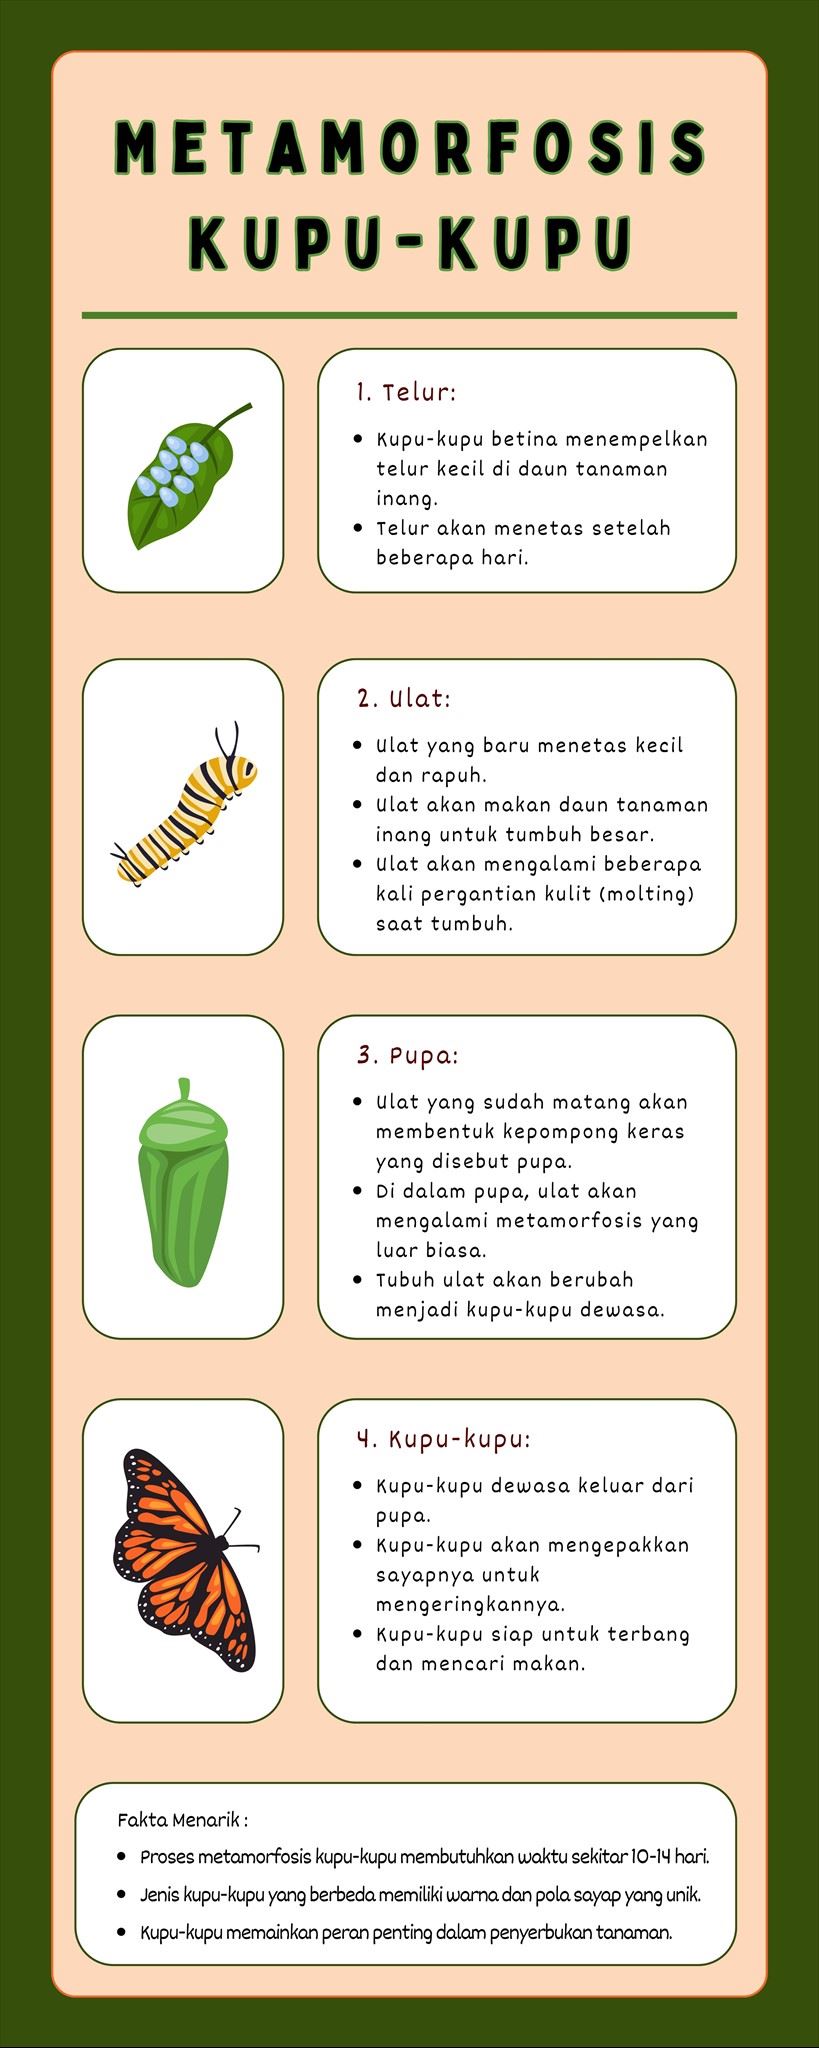 METAMORFOSIS
KUPU-KUPU
1. Telur:
• Kupu-kupu betina menempelkan
telur kecil di daun tanaman
inang.
• Telur akan menetas setelah
beberapa hari.
2. Ulat:
• Ulat yang baru menetas kecil
dan rapuh.
• Ulat akan makan daun tanaman
inang untuk tumbuh besar.
• Ulat akan mengalami beberapa
kali pergantian kulit (molting)
saat tumbuh.
3. Pupa:
• Ulat yang sudah matang akan
membentuk kepompong keras
yang disebut pupa.
• Di dalam pupa, ulat akan
mengalami metamorfosis yang
luar biasa.
• Tubuh ulat akan berubah
menjadi kupu-kupu dewasa.
4. Kupu-kupu:
• Kupu-kupu dewasa keluar dari
pupa.
• Kupu-kupu akan mengepakkan
sayapnya untuk
mengeringkannya.
• Kupu-kupu siap untuk terbang
dan mencari makan.
Fakta Menarik :
• Proses metamorfosis kupu-kupu membutuhkan waktu sekitar 10-14 hari.
• Jenis kupu-kupu yang berbeda memiliki warna dan pola sayap yang unik.
• Kupu-kupu memainkan peran penting dalam penyerbukan tanaman.